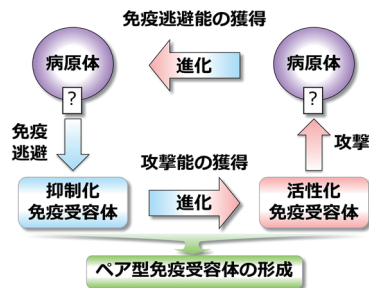 免疫逃避能の獲得
病原体
進化
病原体
?
?
免疫
逃避
攻撃
攻撃能の獲得
抑制化
免疫受容体
進化
活性化
免疫受容体
ペア型免疫受容体の形成